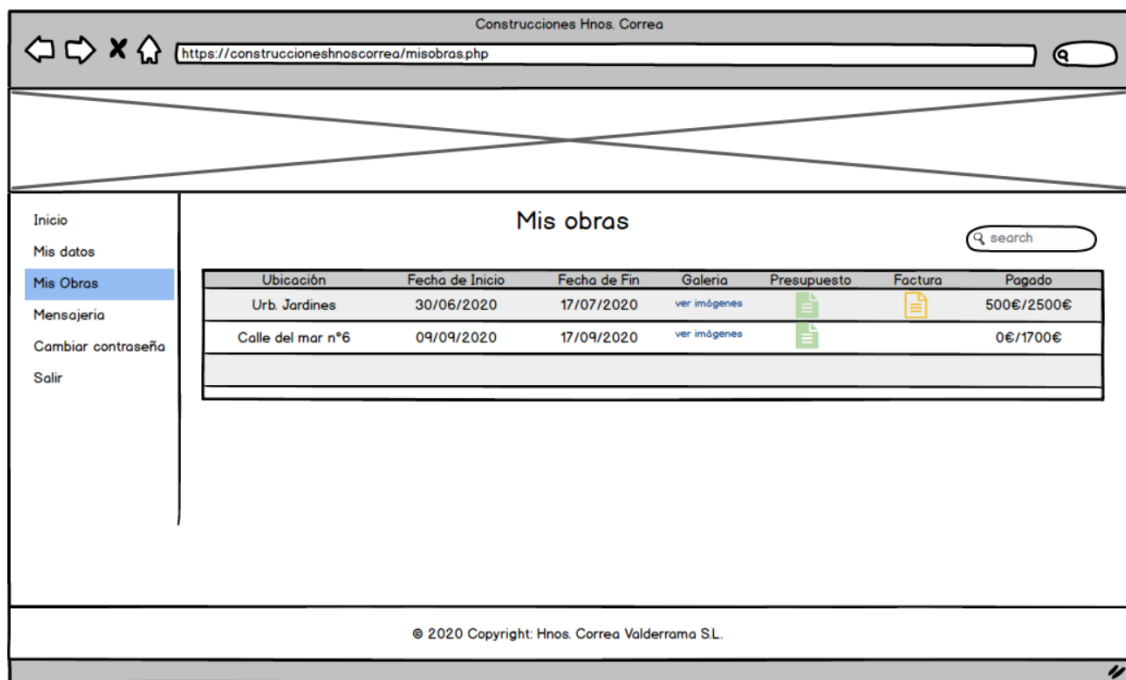 Construcciones Hnos. Correa
https://construccioneshnoscorrea/misobras.php
Inicio
Mis datos
Mis Obras
Mensajeria
Cambiar contraseña
Salir
Mis obras
search
Ubicación Fecha de Inicio Fecha de Fin Galeria Presupuesto Factura Pagado
Urb. Jardines 30/06/2020 17/07/2020 ver imágenes 500€/2500€
Calle del mar nº6 09/09/2020 17/09/2020 ver imágenes 0€/1700€
© 2020 Copyright: Hnos. Correa Valderrama S.L.